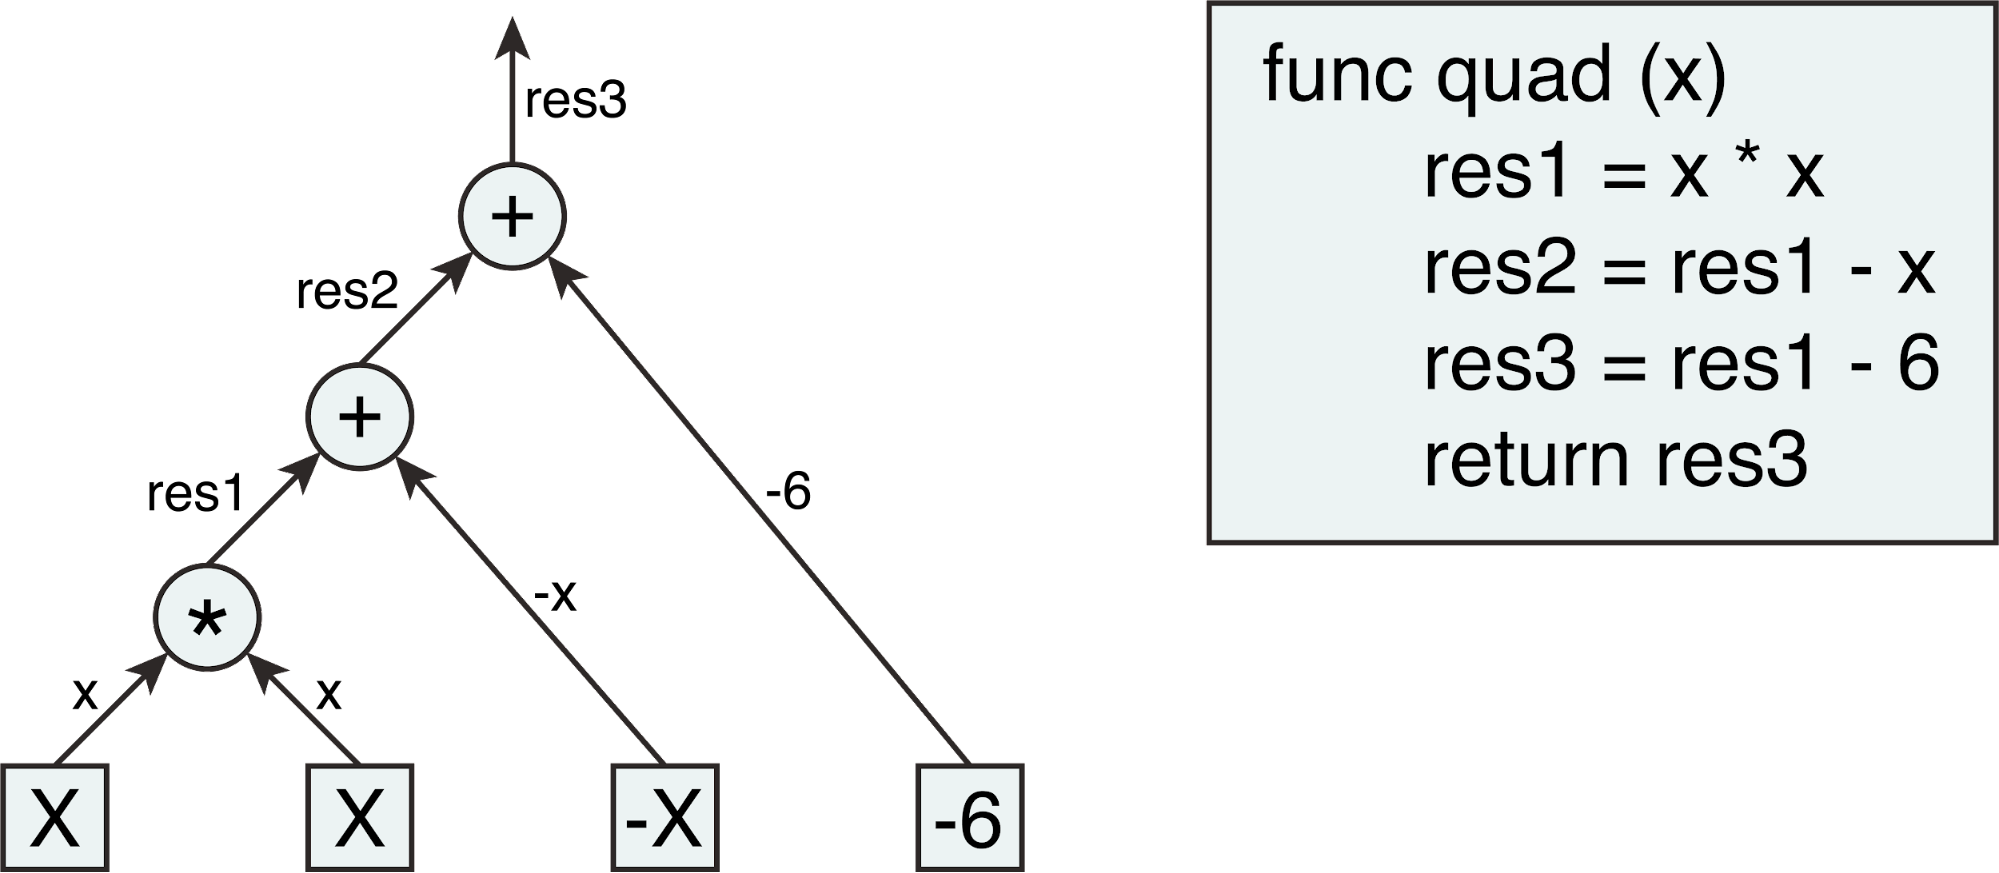 res3
+
res2
+
res1
-6
-x
*
x x
X X -X -6
func quad (x)
res1 = x * x
res2 = res1 - x
res3 = res1 - 6
return res3